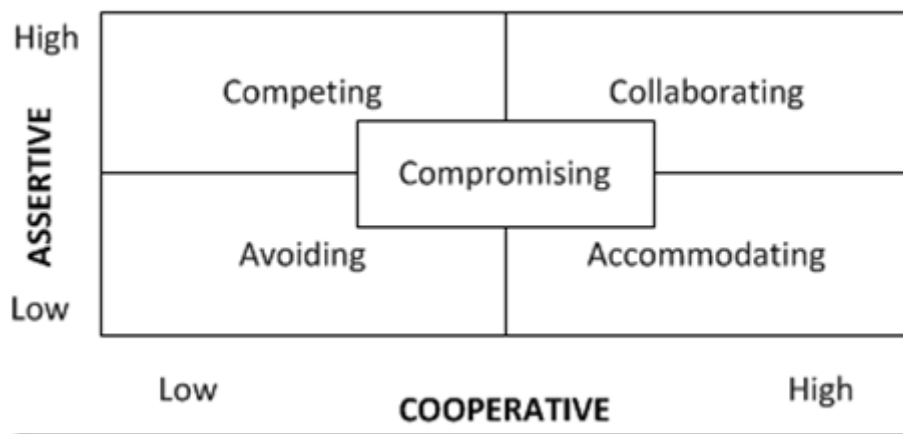 High
Competing
Collaborating
ASSERTIVE
Compromising
Avoiding
Accommodating
Low
Low
High
COOPERATIVE